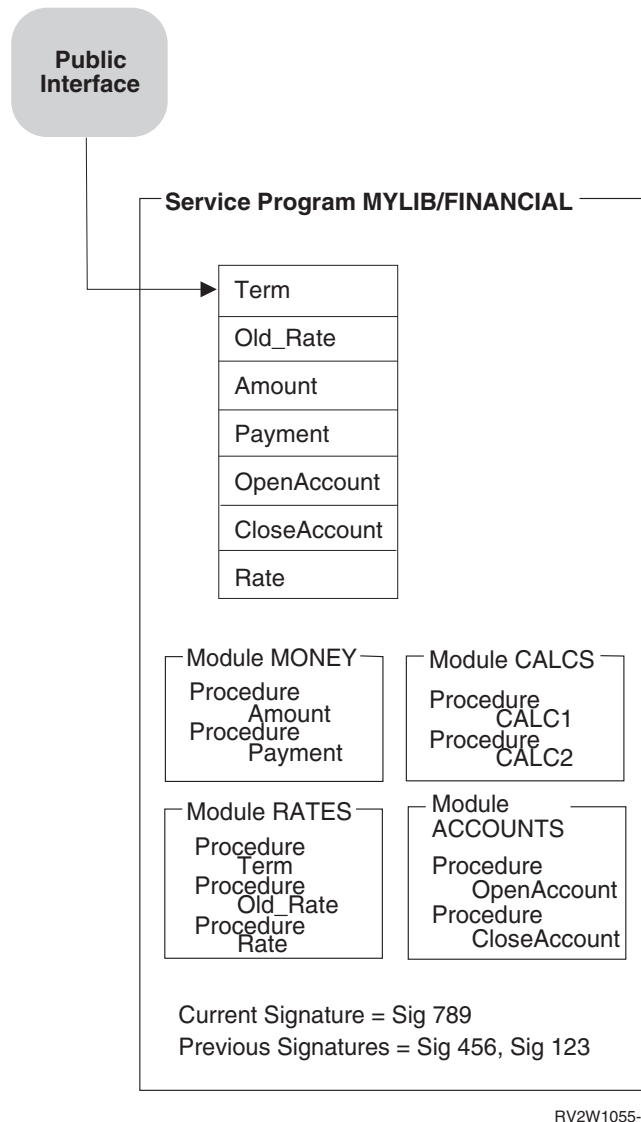 Public
Interface
Service Program MYLIB/FINANCIAL
Term
Old_Rate
Amount
Payment
OpenAccount
CloseAccount
Rate
Module MONEY
Procedure
Amount
Procedure
Payment
Module CALCS
Procedure
CALC1
Procedure
CALC2
Module RATES
Procedure
Term
Procedure
Old_Rate
Procedure
Rate
Module
ACCOUNTS
Procedure
OpenAccount
Procedure
CloseAccount
Current Signature = Sig 789
Previous Signatures = Sig 456, Sig 123
RV2W1055-